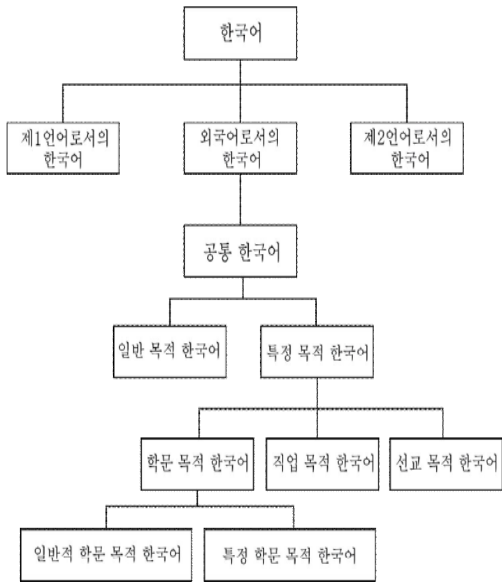 한국어
제1언어로서의
한국어
외국어로서의
한국어
제2언어로서의
한국어
공통 한국어
일반 목적 한국어
특정 목적 한국어
학문 목적 한국어
직업 목적 한국어
선교 목적 한국어
일반적 학문 목적 한국어
특정 학문 목적 한국어